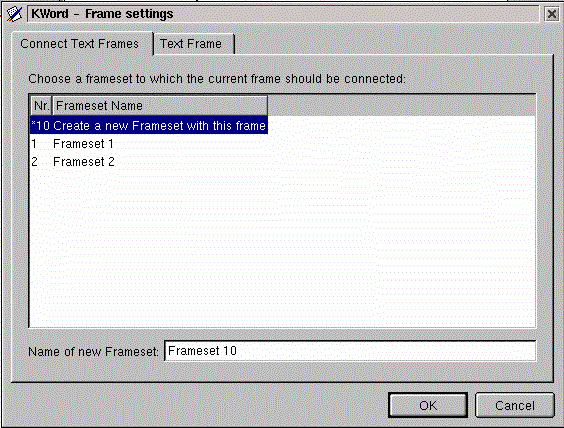 KWord - Frame settings
Connect Text Frames Text Frame
Choose a frameset to which the current frame should be connected:
Nr. Frameset Name
*10 Create a new Frameset with this frame
1 Frameset 1
2 Frameset 2
Name of new Frameset: Frameset 10
OK Cancel